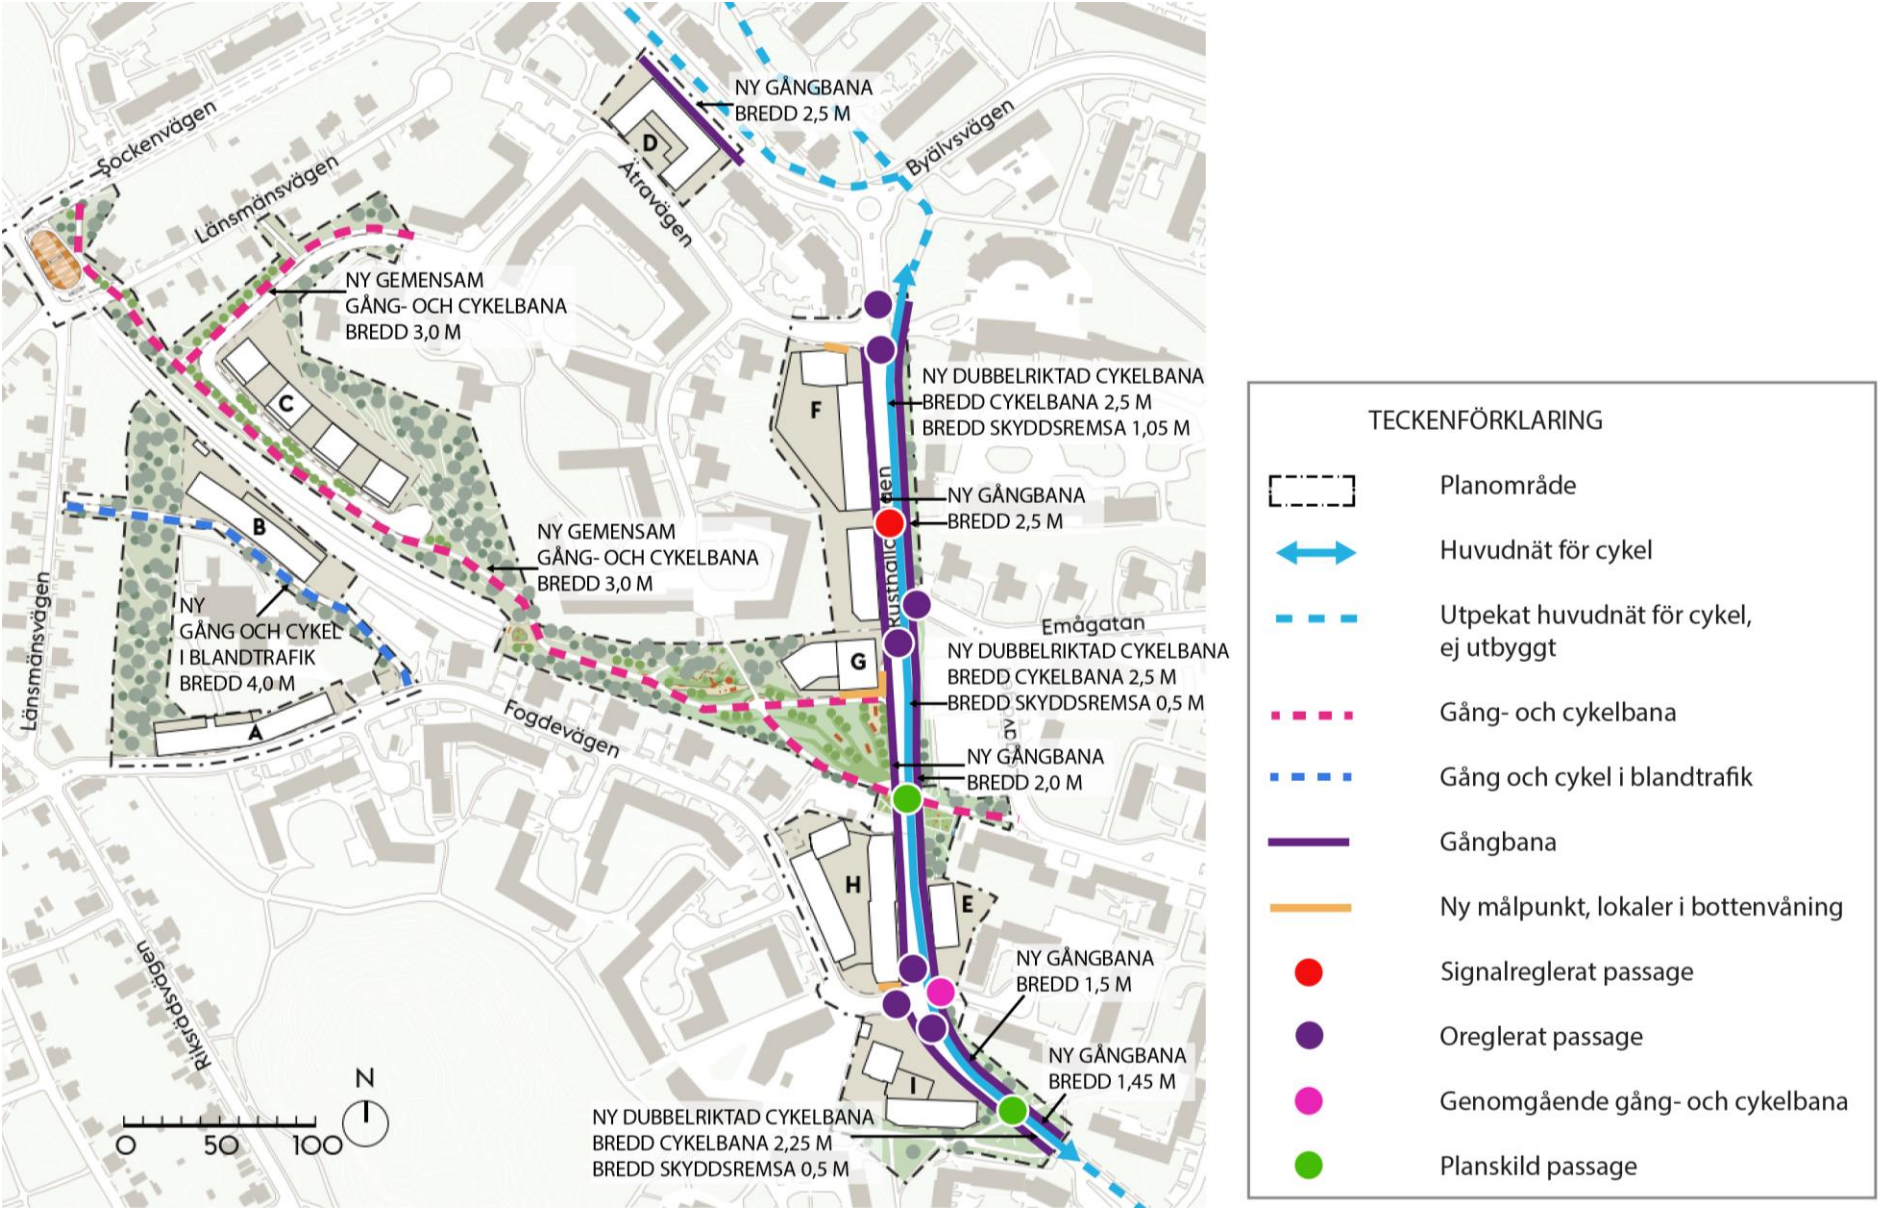 NY GÅNGBANA
BREDD 2,5 M
Sockenvägen
Byälvsvägen
D
Länsmansvägen
Ätravägen
NY GEMENSAM
GÅNG- OCH CYKELBANA
BREDD 3,0 M
NY DUBBELRIKTAD CYKELBANA
BREDD CYKELBANA 2,5 M
BREDD SKYDDSREMSA 1,05 M
C
F
NY GÅNGBANA
BREDD 2,5 M
B
NY GEMENSAM
GÅNG- OCH CYKELBANA
BREDD 3,0 M
NY
GÅNG OCH CYKEL
I BLANDTRAFIK
BREDD 4,0 M
Länsmansvägen
Emågatan
G
NY DUBBELRIKTAD CYKELBANA
BREDD CYKELBANA 2,5 M
BREDD SKYDDSREMSA 0,5 M
A
Fogdevägen
NY GÅNGBANA
BREDD 2,0 M
H
E
NY GÅNGBANA
BREDD 1,5 M
Riksrådsvägen
NY GÅNGBANA
BREDD 1,45 M
I
N
0 50 100
NY DUBBELRIKTAD CYKELBANA
BREDD CYKELBANA 2,25 M
BREDD SKYDDSREMSA 0,5 M
TECKENFÖRKLARING
Planområde
Huvudnät för cykel
Utpekat huvudnät för cykel,
ej utbyggt
Gång- och cykelbana
Gång och cykel i blandtrafik
Gångbana
Ny målpunkt, lokaler i bottenvåning
Signalreglerat passage
Oreglerat passage
Genomgående gång- och cykelbana
Planskild passage